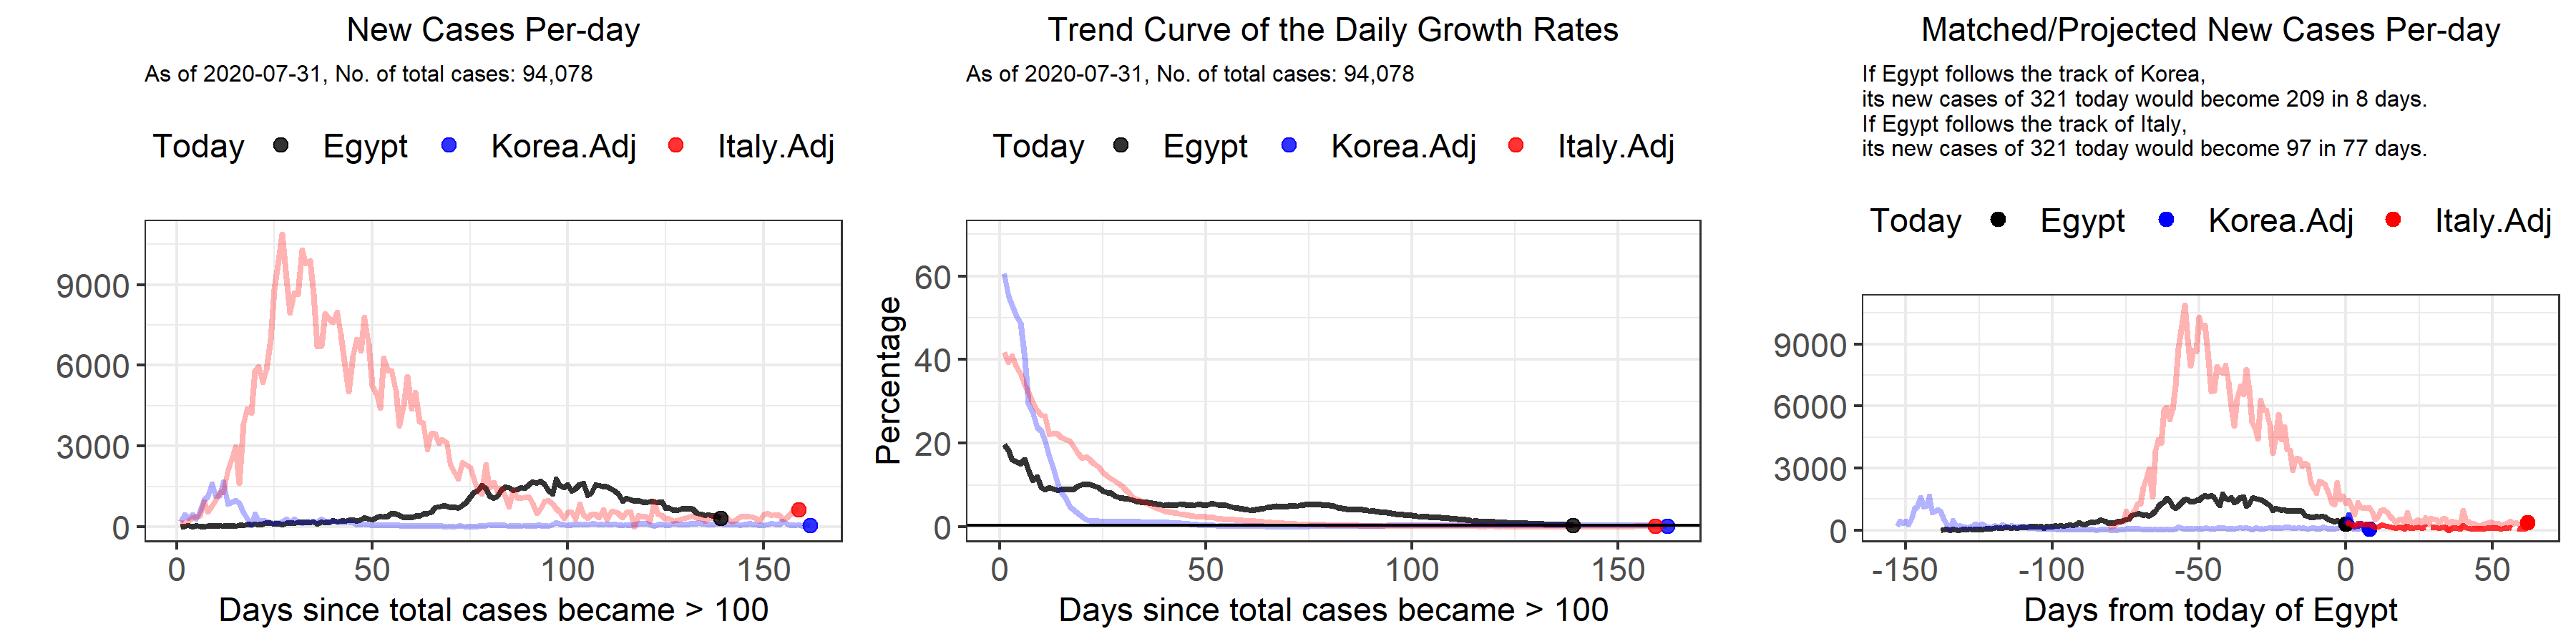 New Cases Per-day
As of 2020-07-31, No. of total cases: 94,078
Today Egypt Korea.Adj Italy.Adj
9000
6000
3000
0
0 50 100 150
Days since total cases became > 100
Trend Curve of the Daily Growth Rates
As of 2020-07-31, No. of total cases: 94,078
Today Egypt Korea.Adj Italy.Adj
Percentage
60
40
20
0
0 50 100 150
Days since total cases became > 100
Matched/Projected New Cases Per-day
If Egypt follows the track of Korea,
its new cases of 321 today would become 209 in 8 days.
If Egypt follows the track of Italy,
its new cases of 321 today would become 97 in 77 days.
Today Egypt Korea.Adj Italy.Adj
9000
6000
3000
0
-150 -100 -50 0 50
Days from today of Egypt